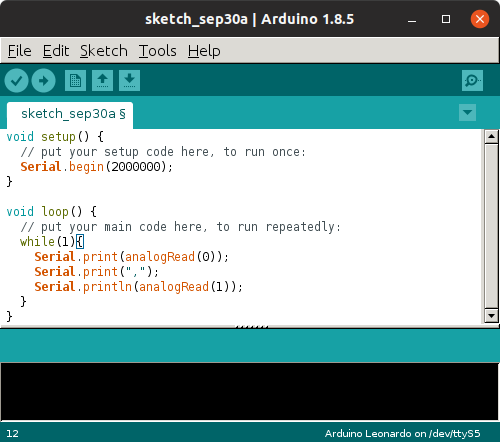 sketch_sep30a | Arduino 1.8.5
File Edit Sketch Tools Help
sketch_sep30a §
void setup() {
  // put your setup code here, to run once:
  Serial.begin(2000000);
}

void loop() {
  // put your main code here, to run repeatedly:
  while(1){
    Serial.print(analogRead(0));
    Serial.print(",");
    Serial.println(analogRead(1));
  }
}
12 Arduino Leonardo on /dev/ttyS5